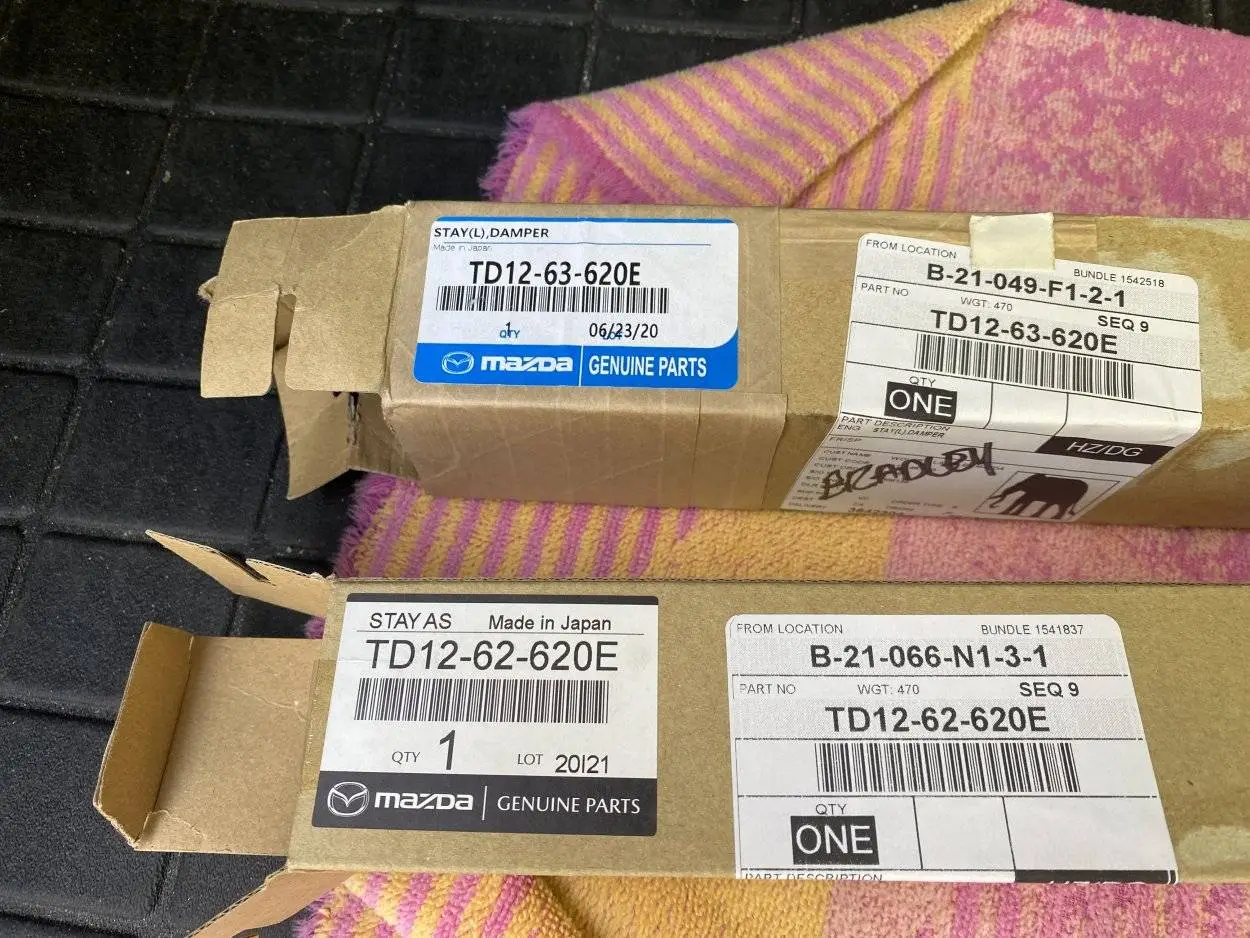 STAY(L),DAMPER
Made in Japan
TD12-63-620E
1
QTY
06/23/20
mazda GENUINE PARTS
FROM LOCATION
B-21-049-F1-2-1
BUNDLE 1542518
PART NO
WGT: 470
SEQ 9
TD12-63-620E
QTY
ONE
PART DESCRIPTION
ENG STAY(L),DAMPER
FR/SP
HZ/DG
CUST NAME
BRADLEY
STAY AS Made in Japan
TD12-62-620E
QTY 1 LOT 20I21
mazda GENUINE PARTS
FROM LOCATION BUNDLE 1541837
B-21-066-N1-3-1
PART NO WGT: 470 SEQ 9
TD12-62-620E
QTY
ONE
PART DESCRIPTION